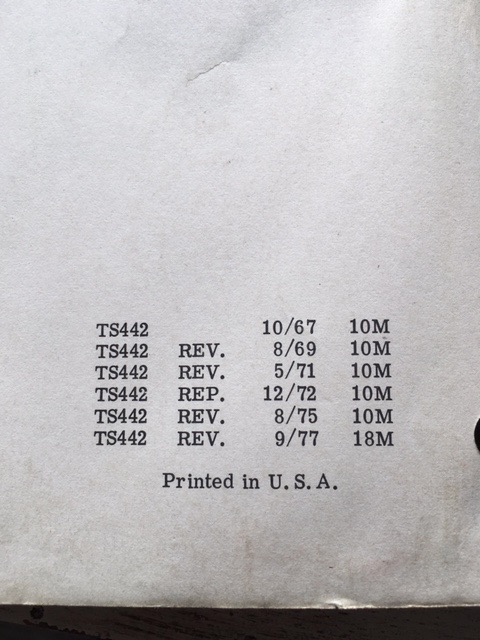 TS442 10/67 10M
TS442 REV. 8/69 10M
TS442 REV. 5/71 10M
TS442 REP. 12/72 10M
TS442 REV. 8/75 10M
TS442 REV. 9/77 18M
Printed in U. S. A.